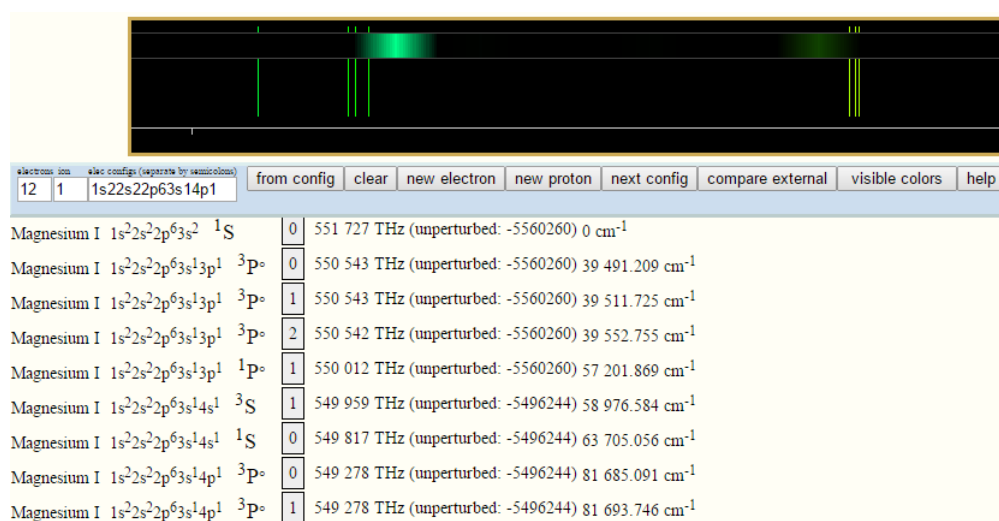 electrons ion elec configs (separate by semicolons)
12 1 1s22s22p63s14p1 from config clear new electron new proton next config compare external visible colors help
Magnesium I 1s²2s²2p⁶3s² ¹S 0 551 727 THz (unperturbed: -5560260) 0 cm⁻¹
Magnesium I 1s²2s²2p⁶3s¹3p¹ ³P° 0 550 543 THz (unperturbed: -5560260) 39 491.209 cm⁻¹
Magnesium I 1s²2s²2p⁶3s¹3p¹ ³P° 1 550 543 THz (unperturbed: -5560260) 39 511.725 cm⁻¹
Magnesium I 1s²2s²2p⁶3s¹3p¹ ³P° 2 550 542 THz (unperturbed: -5560260) 39 552.755 cm⁻¹
Magnesium I 1s²2s²2p⁶3s¹3p¹ ¹P° 1 550 012 THz (unperturbed: -5560260) 57 201.869 cm⁻¹
Magnesium I 1s²2s²2p⁶3s¹4s¹ ³S 1 549 959 THz (unperturbed: -5496244) 58 976.584 cm⁻¹
Magnesium I 1s²2s²2p⁶3s¹4s¹ ¹S 0 549 817 THz (unperturbed: -5496244) 63 705.056 cm⁻¹
Magnesium I 1s²2s²2p⁶3s¹4p¹ ³P° 0 549 278 THz (unperturbed: -5496244) 81 685.091 cm⁻¹
Magnesium I 1s²2s²2p⁶3s¹4p¹ ³P° 1 549 278 THz (unperturbed: -5496244) 81 693.746 cm⁻¹